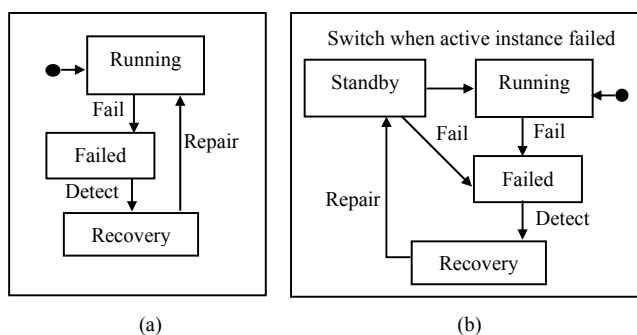 Running
Fail
Failed
Repair
Detect
Recovery
(a)
Switch when active instance failed
Standby
Running
Fail
Fail
Failed
Repair
Detect
Recovery
(b)